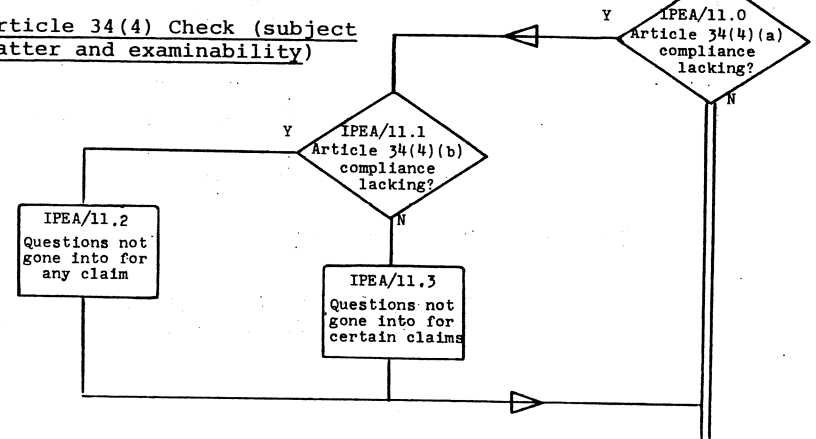 rticle 34(4) Check (subject
atter and examinability)
Y
IPEA/11.0
Article 34(4)(a)
compliance
lacking?
N
Y
IPEA/11.1
Article 34(4)(b)
compliance
lacking?
N
IPEA/11.2
Questions not
gone into for
any claim
IPEA/11.3
Questions not
gone into for
certain claims